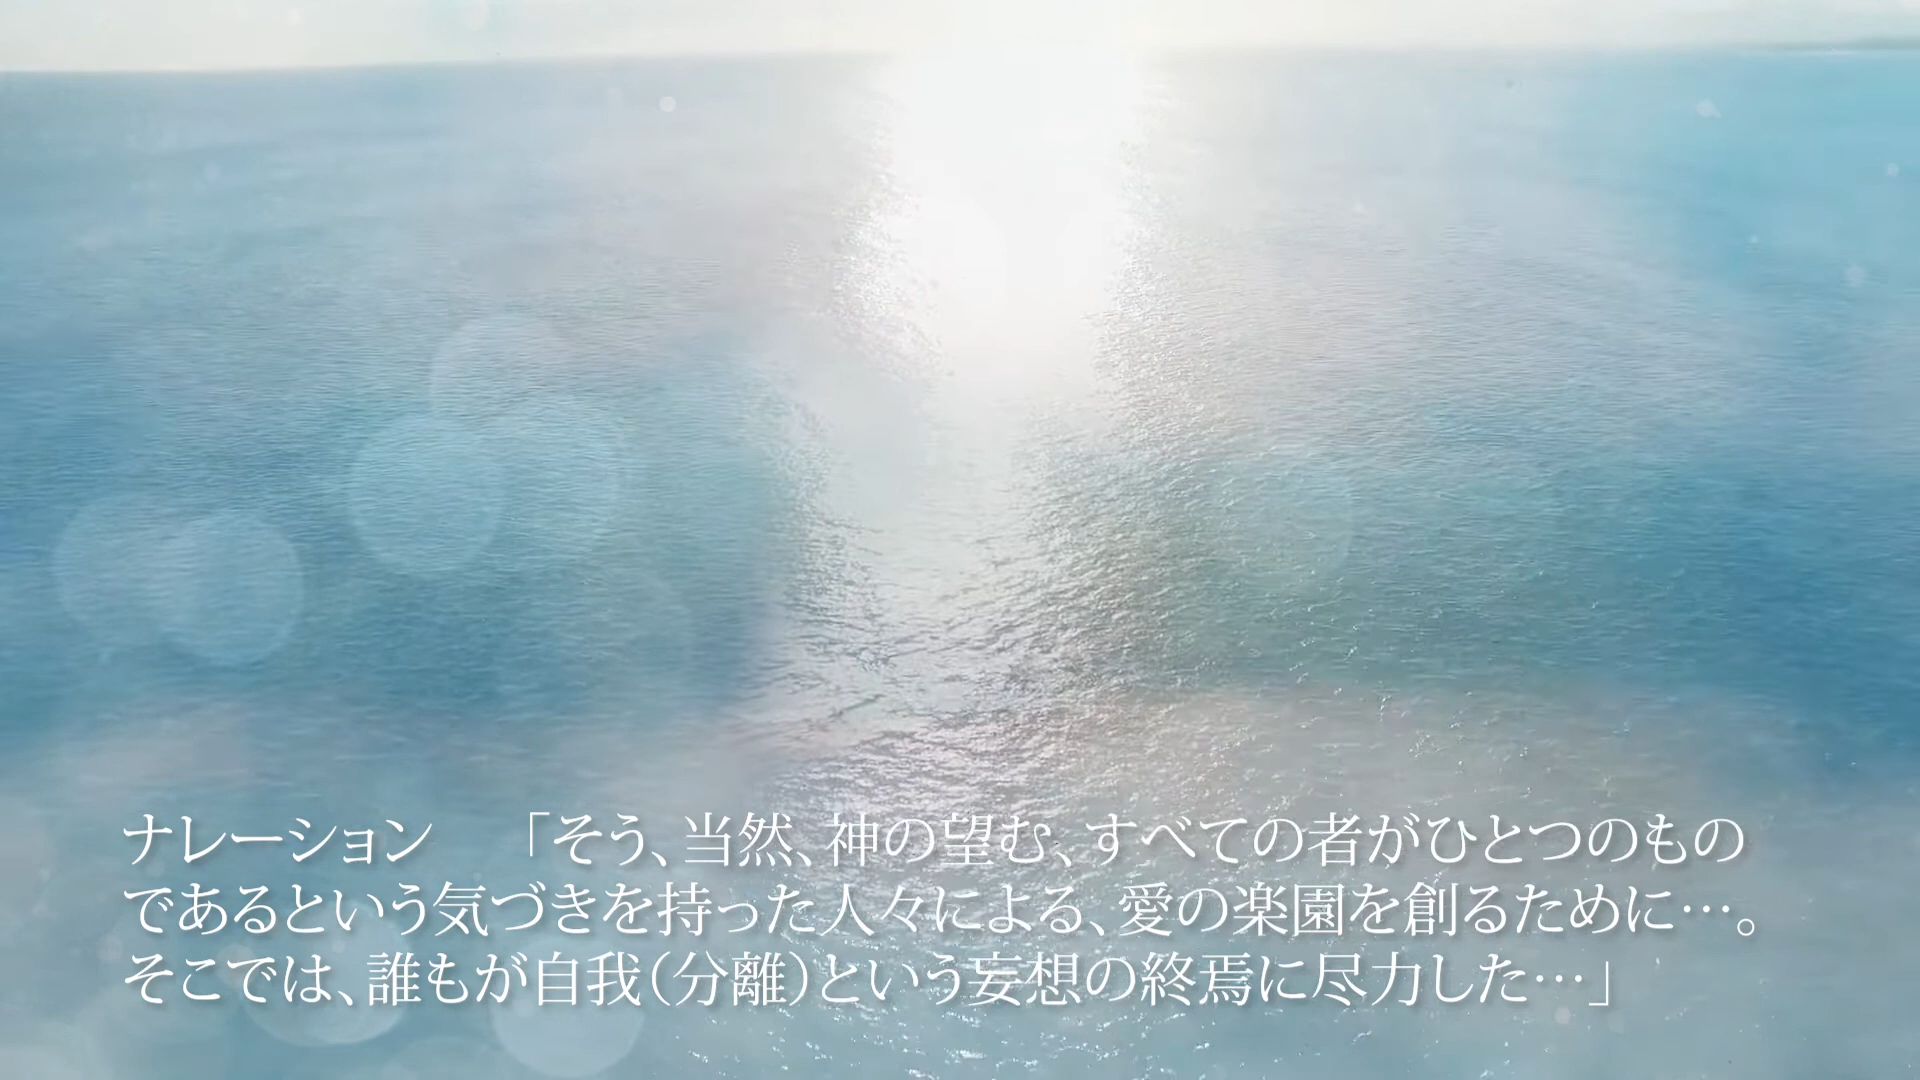 ナレーション　「そう、当然、神の望む、すべての者がひとつのもの
であるという気づきを持った人々による、愛の楽園を創るために…。
そこでは、誰もが自我（分離）という妄想の終焉に尽力した…」